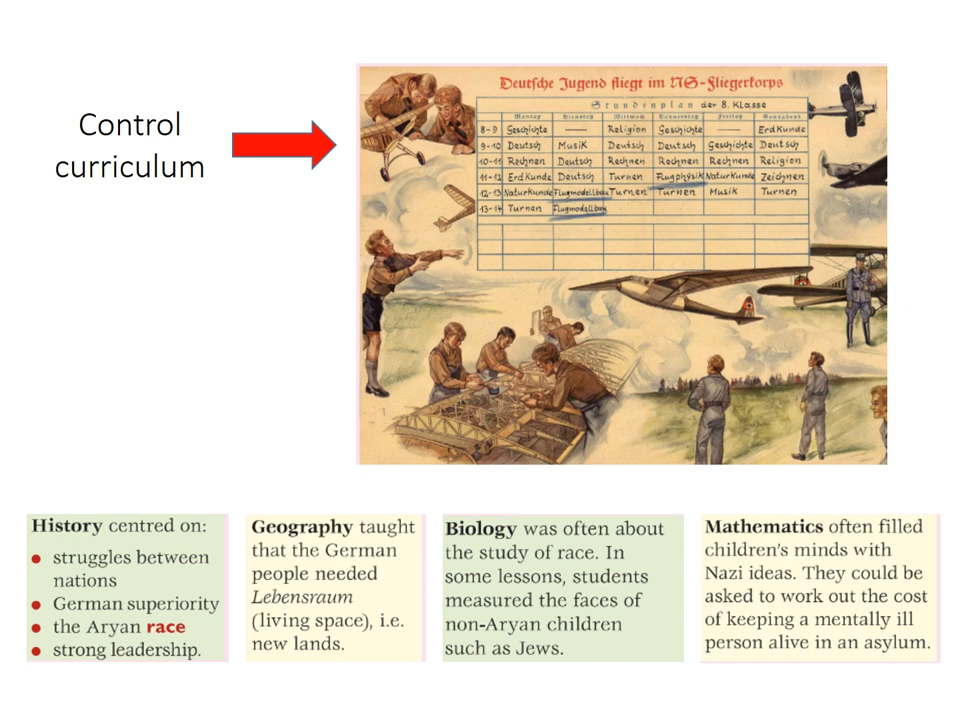 Control
curriculum
Deutsche Jugend fliegt im NS-Fliegerkorps
Stundenplan der 8. Klasse
Montag Dienstag Mittwoch Donnerstag Freitag Sonnabend
8-9 Geschichte — Religion Geschichte — Erdkunde
9-10 Deutsch Musik Deutsch Deutsch Geschichte Deutsch
10-11 Rechnen Deutsch Rechnen Rechnen Rechnen Religion
11-12 Erdkunde Deutsch Turnen Flugphysik Naturkunde Zeichnen
12-13 Naturkunde Flugmodellbau Turnen Turnen Musik Turnen
13-14 Turnen Flugmodellbau
History centred on:
• struggles between
nations
• German superiority
• the Aryan race
• strong leadership.
Geography taught
that the German
people needed
Lebensraum
(living space), i.e.
new lands.
Biology was often about
the study of race. In
some lessons, students
measured the faces of
non-Aryan children
such as Jews.
Mathematics often filled
children's minds with
Nazi ideas. They could be
asked to work out the cost
of keeping a mentally ill
person alive in an asylum.